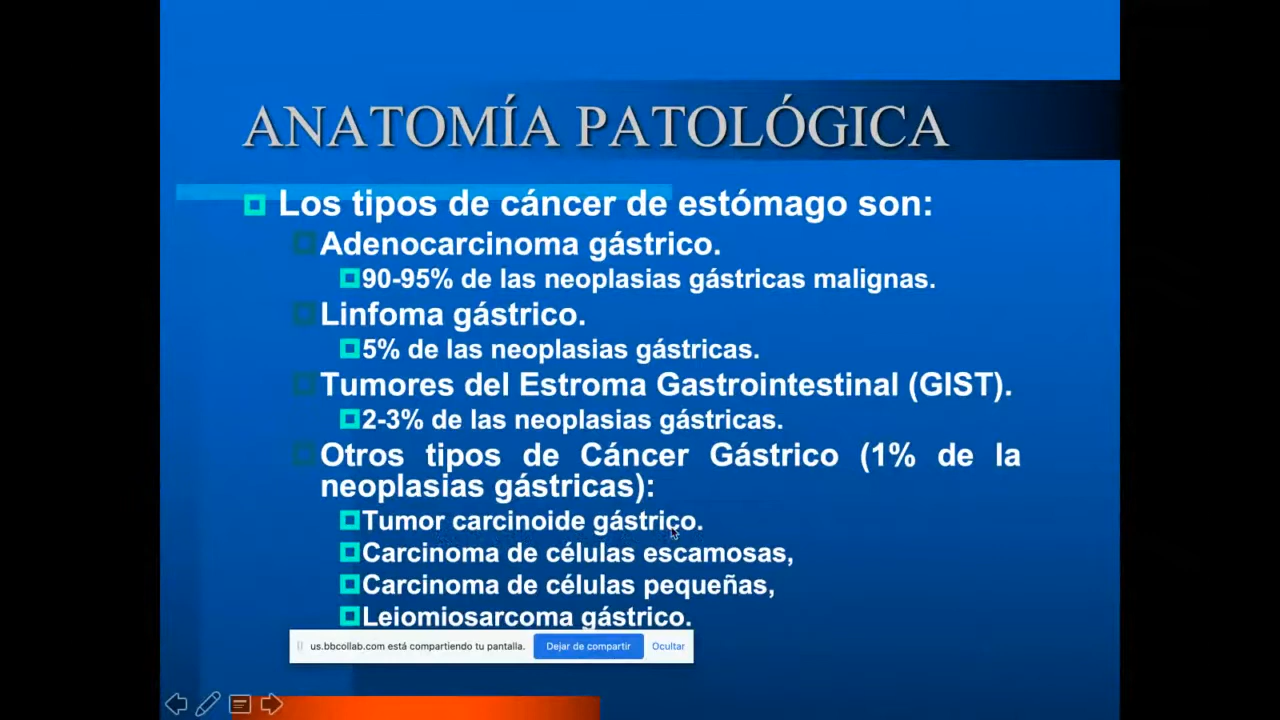 ANATOMÍA PATOLÓGICA
Los tipos de cáncer de estómago son:
Adenocarcinoma gástrico.
90-95% de las neoplasias gástricas malignas.
Linfoma gástrico.
5% de las neoplasias gástricas.
Tumores del Estroma Gastrointestinal (GIST).
2-3% de las neoplasias gástricas.
Otros tipos de Cáncer Gástrico (1% de la
neoplasias gástricas):
Tumor carcinoide gástrico.
Carcinoma de células escamosas,
Carcinoma de células pequeñas,
Leiomiosarcoma gástrico.
us.bbcollab.com está compartiendo tu pantalla. Dejar de compartir Ocultar